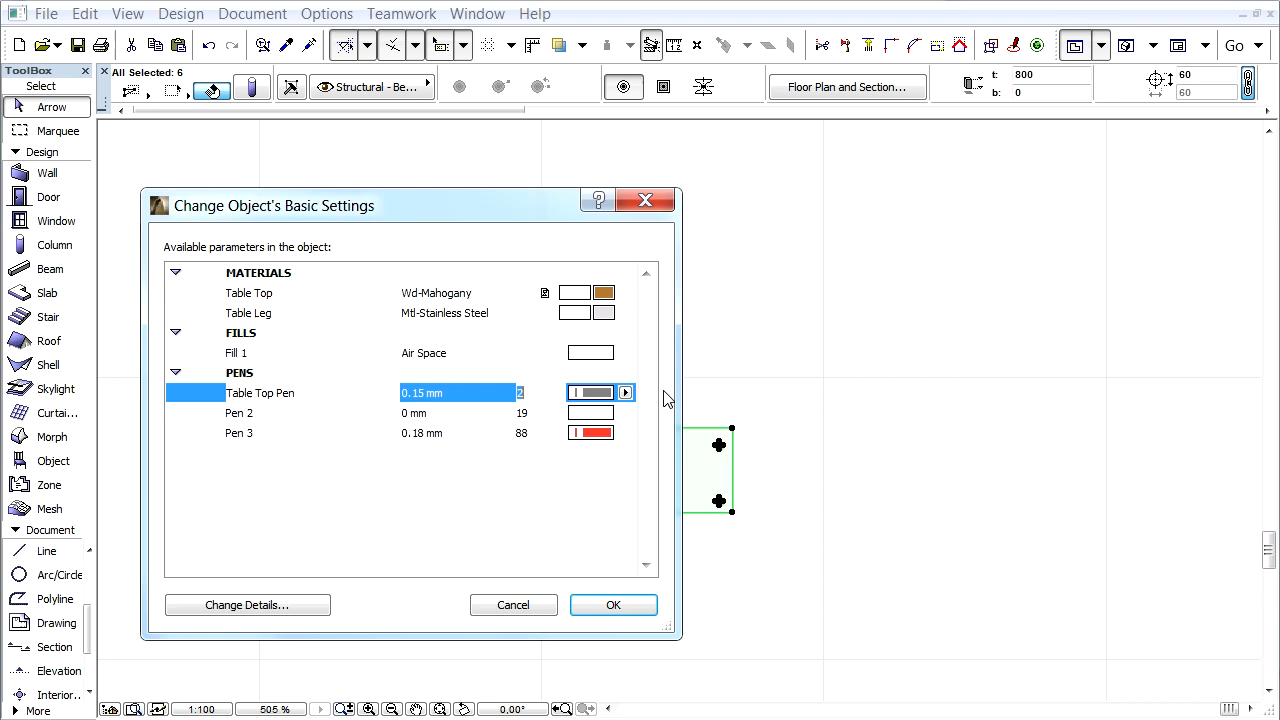 File Edit View Design Document Options Teamwork Window Help
Go
ToolBox
Select
Arrow
Marquee
Design
Wall
Door
Window
Column
Beam
Slab
Stair
Roof
Shell
Skylight
Curtai...
Morph
Object
Zone
Mesh
Document
Line
Arc/Circle
Polyline
Drawing
Section
Elevation
Interior..
More
All Selected: 6
Structural - Be...
Floor Plan and Section...
t: 800
b: 0
60
60
Change Object's Basic Settings
Available parameters in the object:
MATERIALS
Table Top Wd-Mahogany
Table Leg Mtl-Stainless Steel
FILLS
Fill 1 Air Space
PENS
Table Top Pen 0.15 mm 2
Pen 2 0 mm 19
Pen 3 0.18 mm 88
Change Details... Cancel OK
1:100 505 % 0,00°